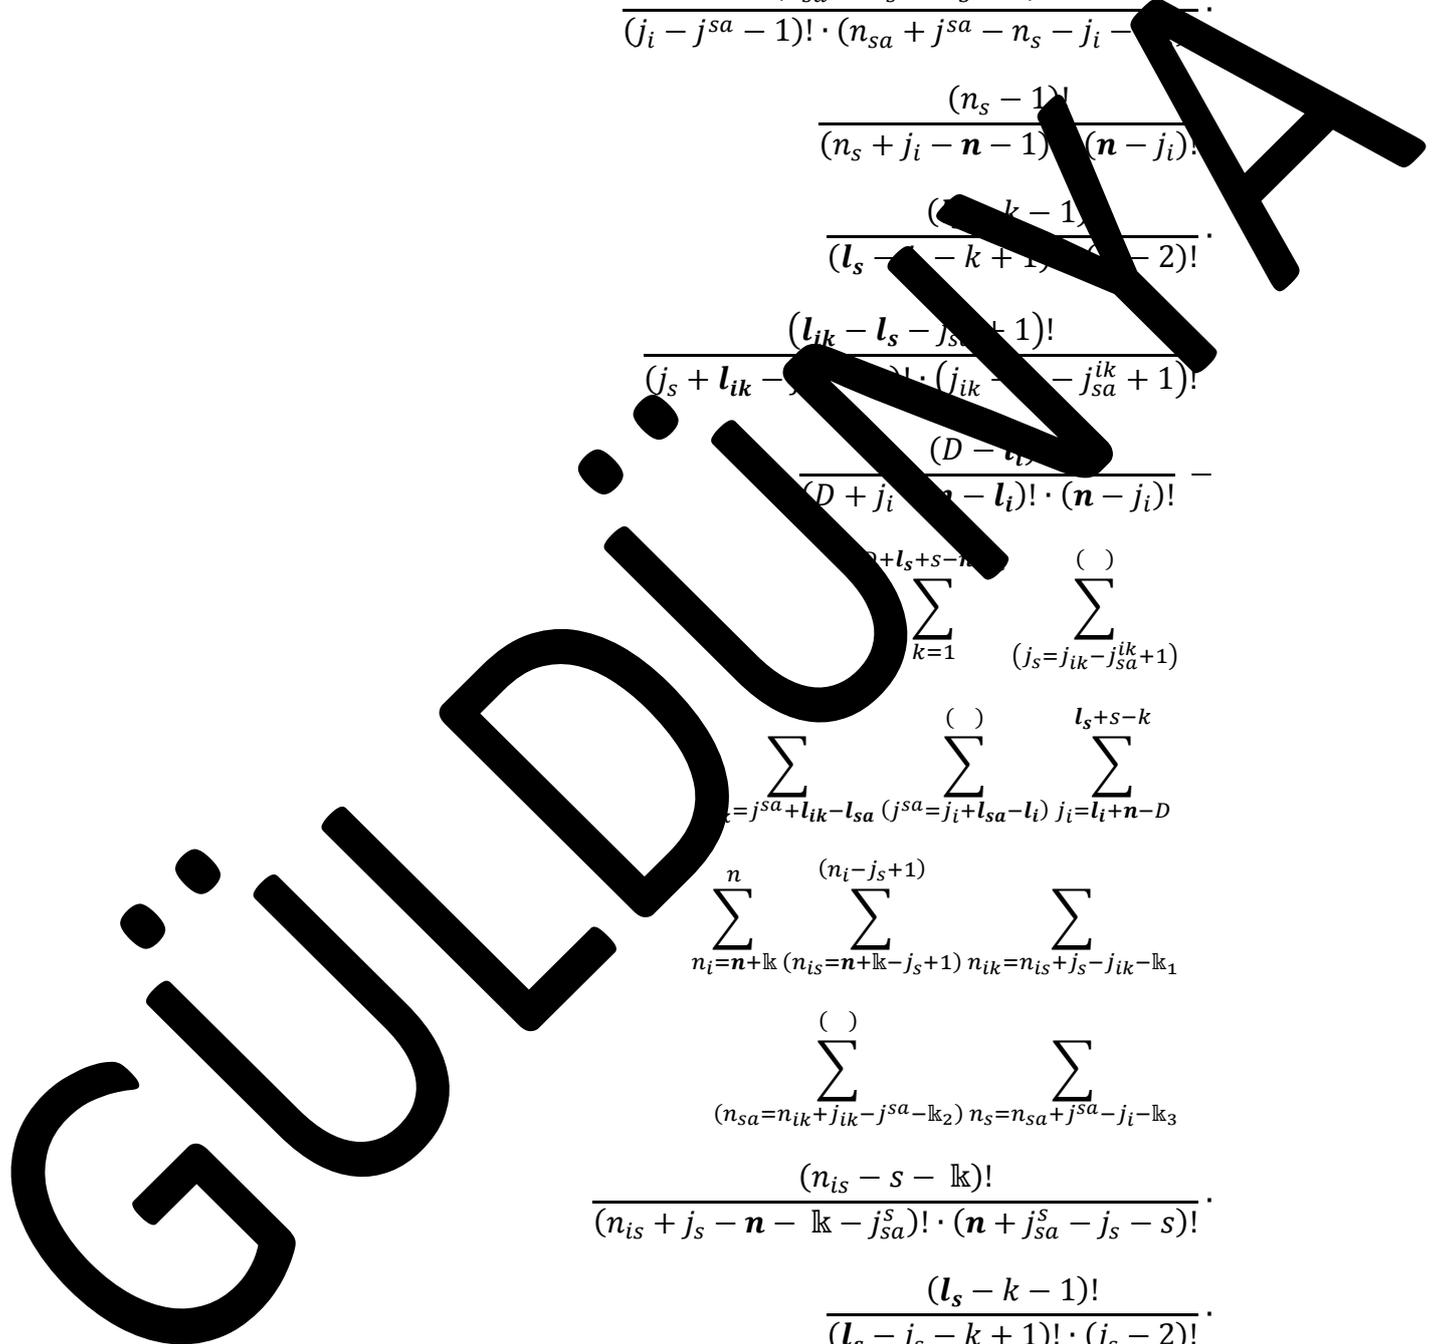 (j_i − j^{sa} − 1)! · (n_{sa} + j^{sa} − n_s − j_i −
(n_s − 1)!
(n_s + j_i − n − 1) (n − j_i)!
k − 1)
(l_s − − k + 1) − 2)! ·
(l_{ik} − l_s − + 1)!
(j_s + l_{ik} − )! · (j_{ik} − − j_{sa}^{ik} + 1)!
(D −
(D + j_i − l_i)! · (n − j_i)! −
+l_s+s−n ( )
∑ ∑
k=1 (j_s=j_{ik}−j_{sa}^{ik}+1)
( ) l_s+s−k
∑ ∑ ∑
=j^{sa}+l_{ik}−l_{sa} (j^{sa}=j_i+l_{sa}−l_i) j_i=l_i+n−D
n (n_i−j_s+1)
∑ ∑ ∑
n_i=n+𝕜 (n_{is}=n+𝕜−j_s+1) n_{ik}=n_{is}+j_s−j_{ik}−𝕜_1
( )
∑ ∑
(n_{sa}=n_{ik}+j_{ik}−j^{sa}−𝕜_2) n_s=n_{sa}+j^{sa}−j_i−𝕜_3
(n_{is} − s − 𝕜)!
(n_{is} + j_s − n − 𝕜 − j_{sa}^s)! · (n + j_{sa}^s − j_s − s)! ·
(l_s − k − 1)!
(l_s − j_s − k + 1)! · (j_s − 2)! ·
GÜLDÜNYA